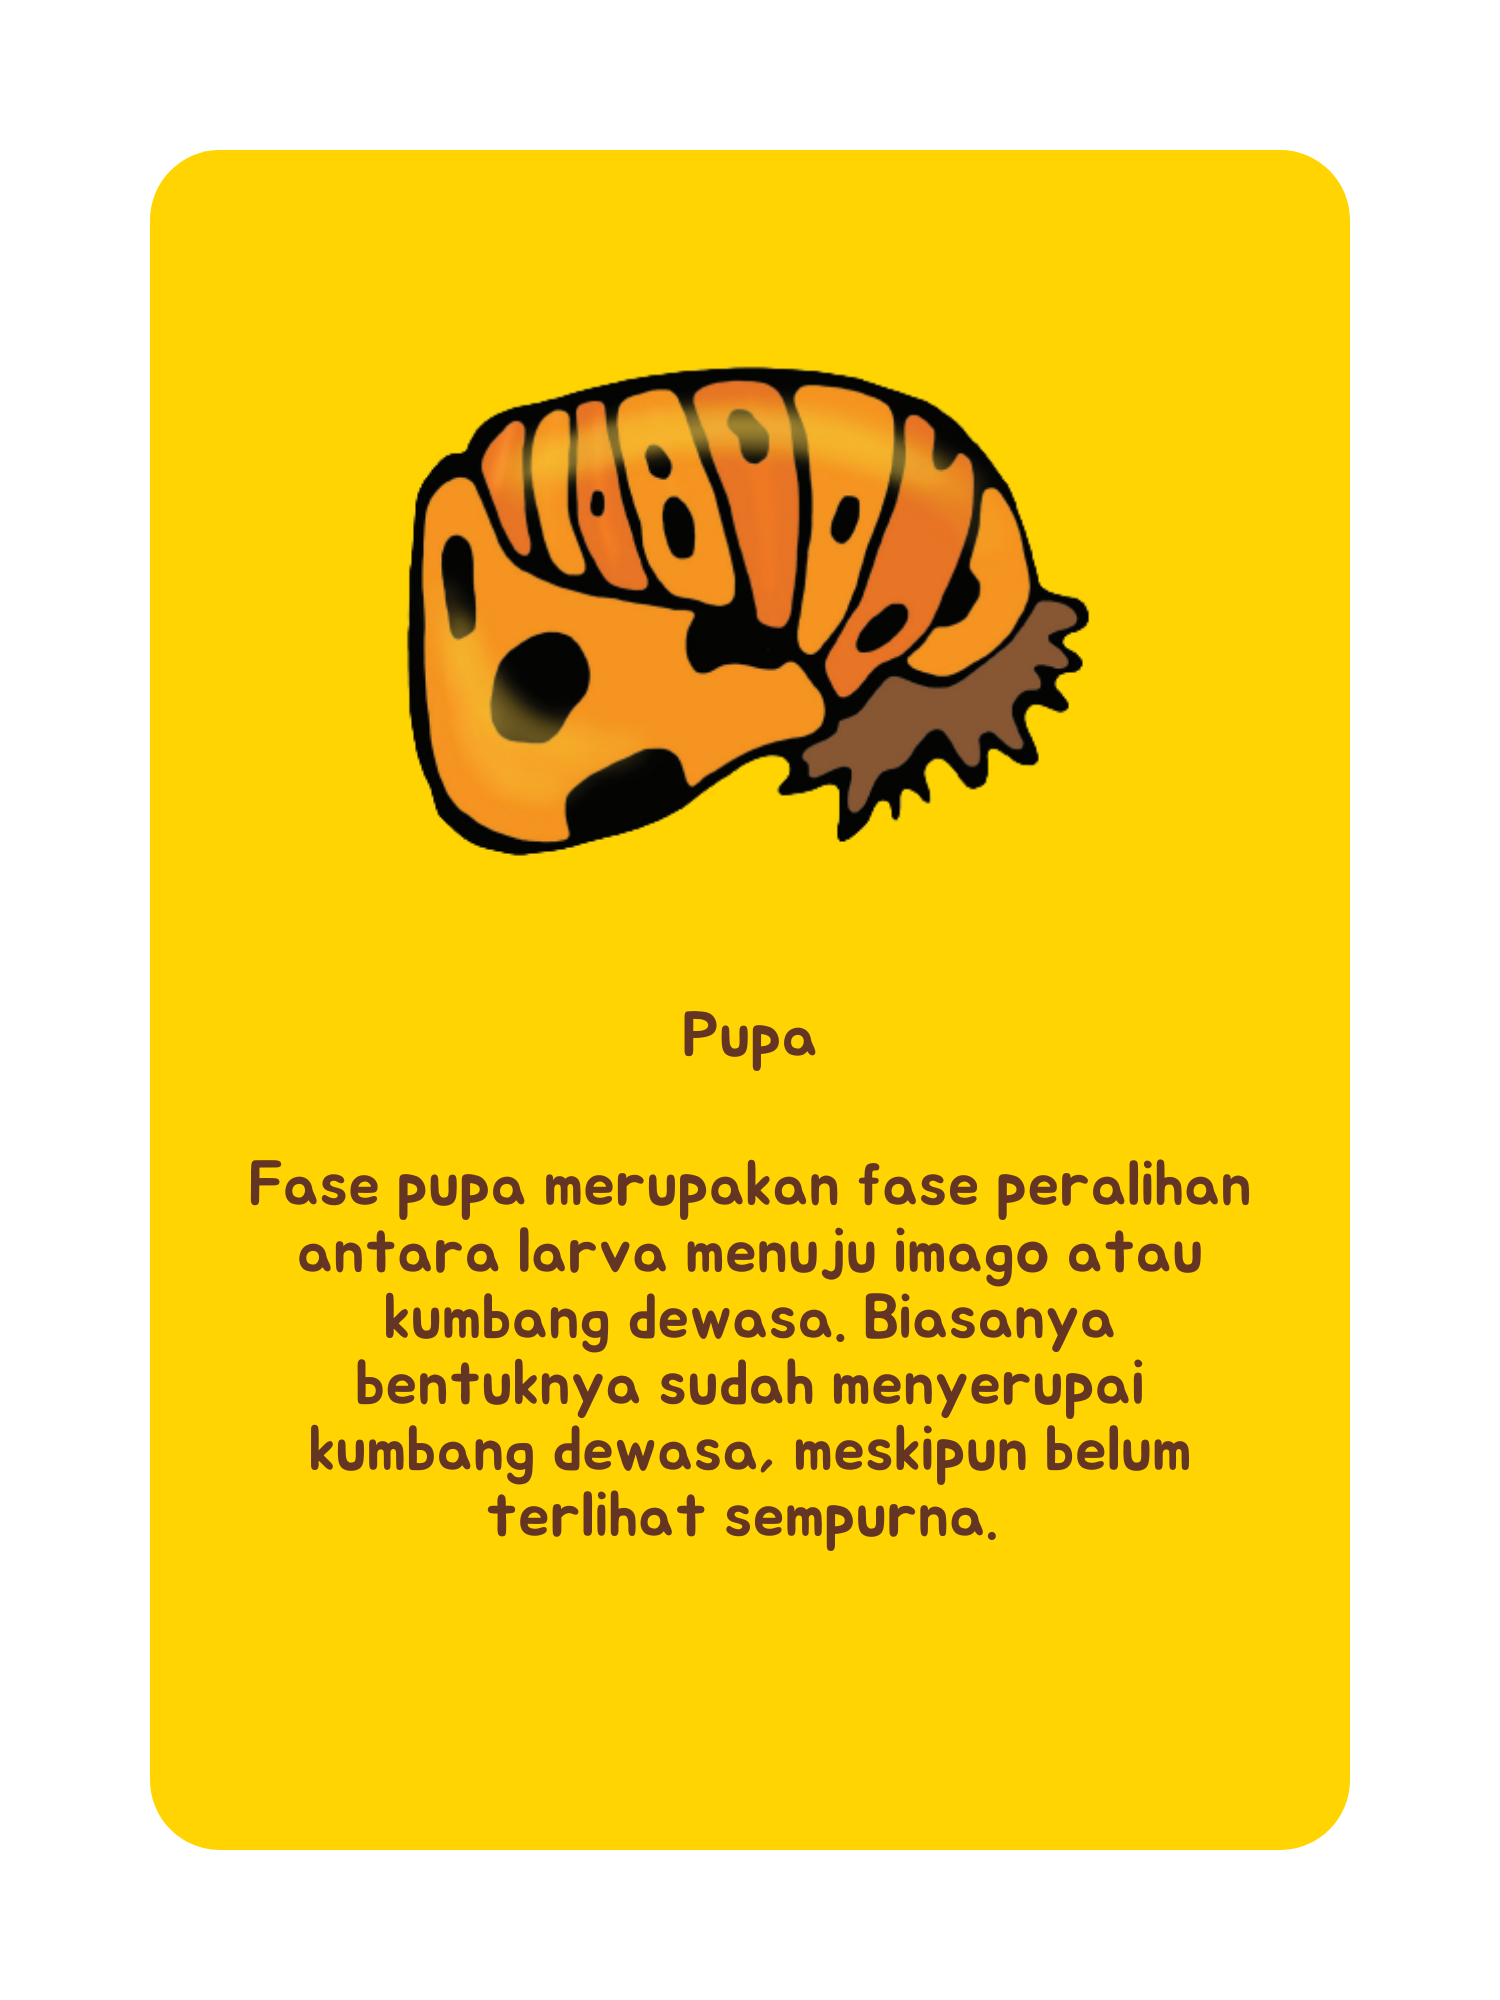 Pupa
Fase pupa merupakan fase peralihan
antara larva menuju imago atau
kumbang dewasa. Biasanya
bentuknya sudah menyerupai
kumbang dewasa, meskipun belum
terlihat sempurna.